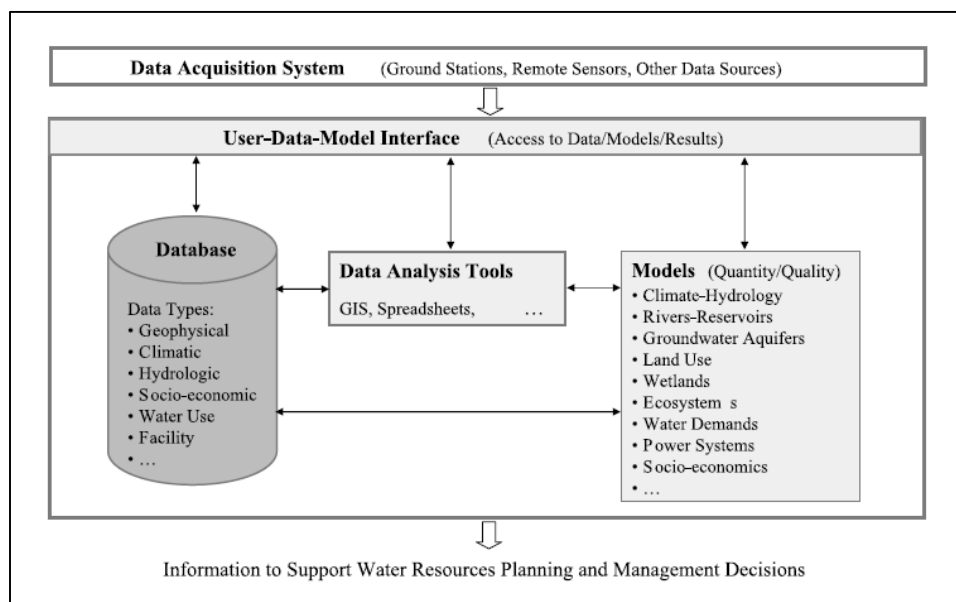 Data Acquisition System (Ground Stations, Remote Sensors, Other Data Sources)
User-Data-Model Interface (Access to Data/Models/Results)
Database
Data Types:
• Geophysical
• Climatic
• Hydrologic
• Socio-economic
• Water Use
• Facility
• ...
Data Analysis Tools
GIS, Spreadsheets, ...
Models (Quantity/Quality)
• Climate-Hydrology
• Rivers-Reservoirs
• Groundwater Aquifers
• Land Use
• Wetlands
• Ecosystem s
• Water Demands
• Power Systems
• Socio-economics
• ...
Information to Support Water Resources Planning and Management Decisions